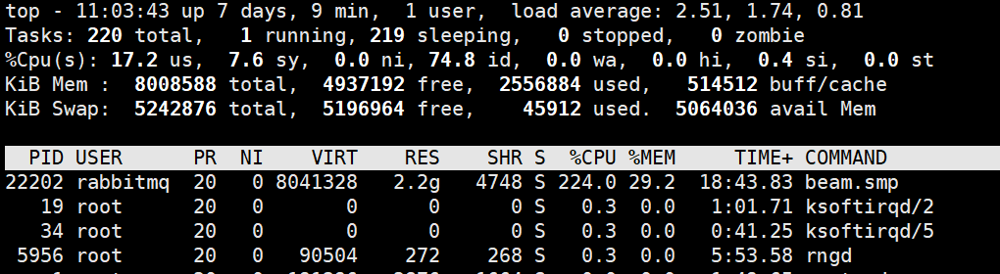 top - 11:03:43 up 7 days, 9 min, 1 user, load average: 2.51, 1.74, 0.81
Tasks: 220 total, 1 running, 219 sleeping, 0 stopped, 0 zombie
%Cpu(s): 17.2 us, 7.6 sy, 0.0 ni, 74.8 id, 0.0 wa, 0.0 hi, 0.4 si, 0.0 st
KiB Mem : 8008588 total, 4937192 free, 2556884 used, 514512 buff/cache
KiB Swap: 5242876 total, 5196964 free, 45912 used. 5064036 avail Mem
PID USER PR NI VIRT RES SHR S %CPU %MEM TIME+ COMMAND
22202 rabbitmq 20 0 8041328 2.2g 4748 S 224.0 29.2 18:43.83 beam.smp
19 root 20 0 0 0 0 S 0.3 0.0 1:01.71 ksoftirqd/2
34 root 20 0 0 0 0 S 0.3 0.0 0:41.25 ksoftirqd/5
5956 root 20 0 90504 272 268 S 0.3 0.0 5:53.58 rngd